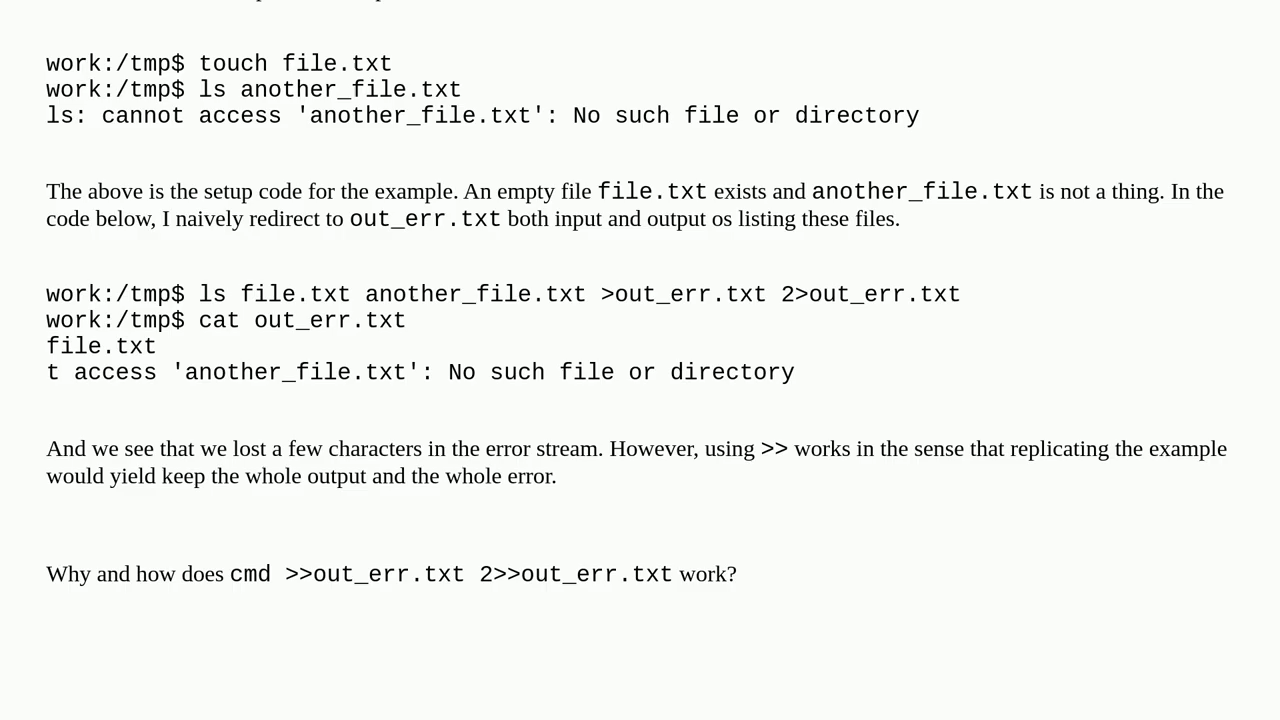 work:/tmp$ touch file.txt
work:/tmp$ ls another_file.txt
ls: cannot access 'another_file.txt': No such file or directory
The above is the setup code for the example. An empty file file.txt exists and another_file.txt is not a thing. In the
code below, I naively redirect to out_err.txt both input and output os listing these files.
work:/tmp$ ls file.txt another_file.txt >out_err.txt 2>out_err.txt
work:/tmp$ cat out_err.txt
file.txt
t access 'another_file.txt': No such file or directory
And we see that we lost a few characters in the error stream. However, using >> works in the sense that replicating the example
would yield keep the whole output and the whole error.
Why and how does cmd >>out_err.txt 2>>out_err.txt work?